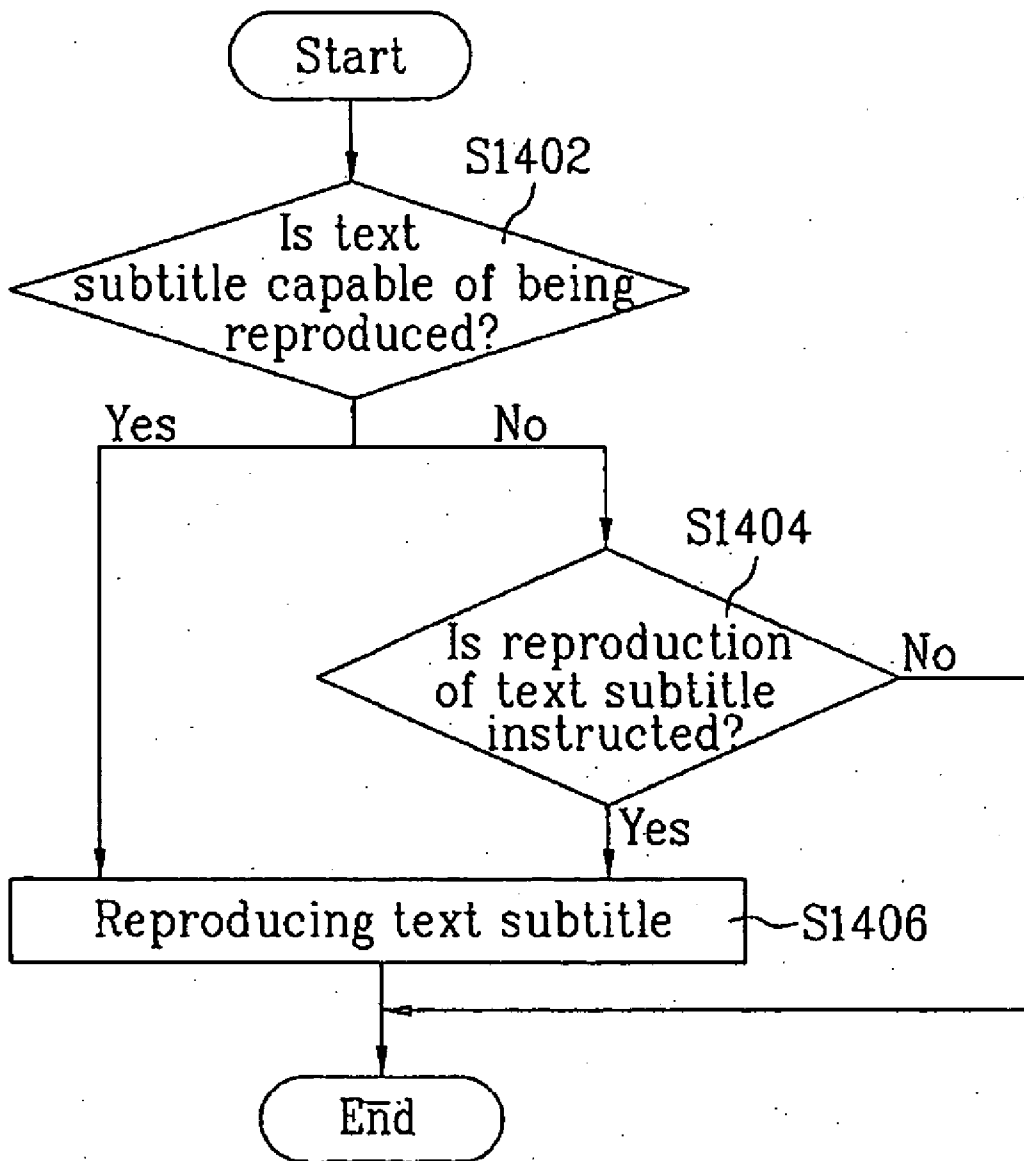 Start
S1402
Is text
subtitle capable of being
reproduced?
Yes
No
S1404
Is reproduction
of text subtitle
instructed?
No
Yes
Reproducing text subtitle
S1406
End